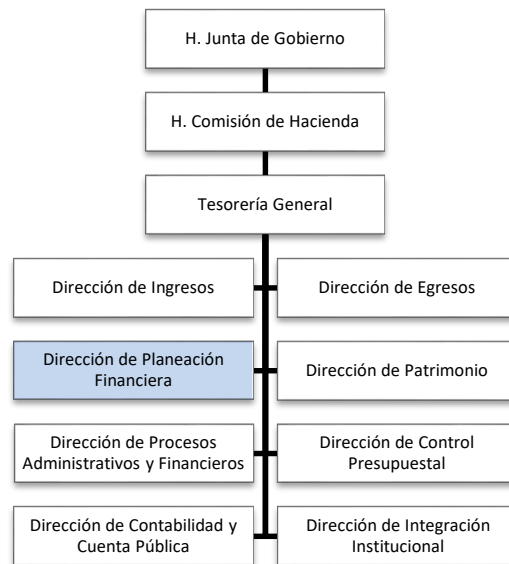 H. Junta de Gobierno
H. Comisión de Hacienda
Tesorería General
Dirección de Ingresos
Dirección de Egresos
Dirección de Planeación
Financiera
Dirección de Patrimonio
Dirección de Procesos
Administrativos y Financieros
Dirección de Control
Presupuestal
Dirección de Contabilidad y
Cuenta Pública
Dirección de Integración
Institucional